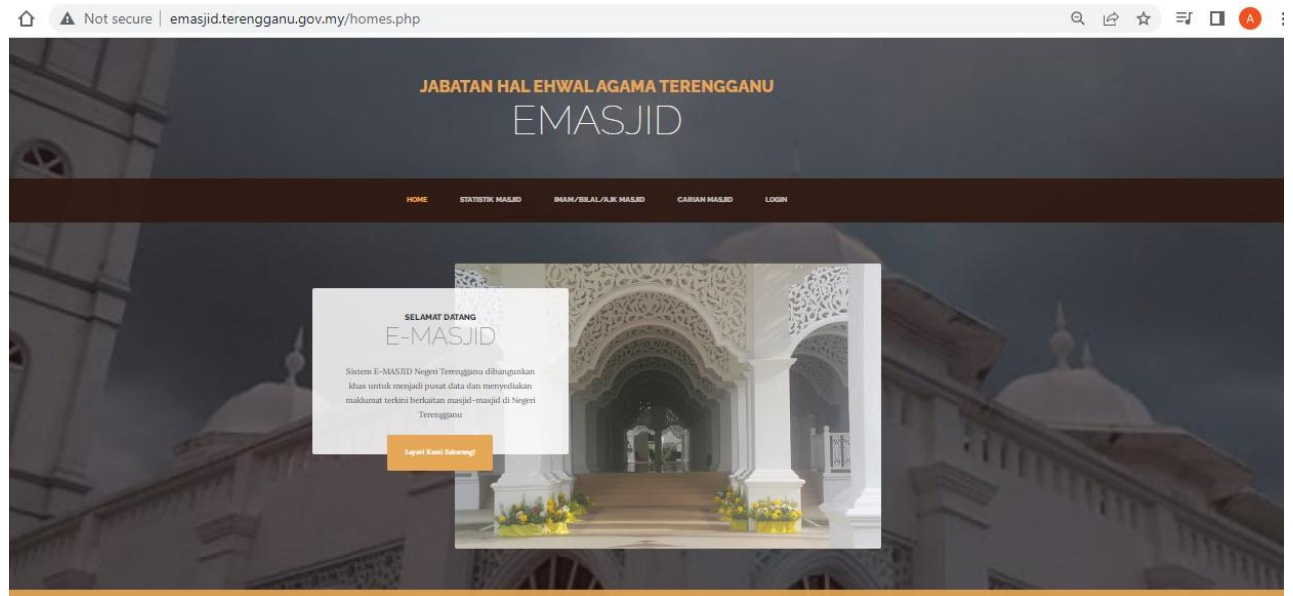 Not secure emasjid.terengganu.gov.my/homes.php
A
JABATAN HAL EHWAL AGAMA TERENGGANU
EMASJID
HOME STATISTIK MASJID IMAM/BILAL/AJK MASJID CARIAN MASJID LOGIN
SELAMAT DATANG
E-MASJID
Sistem E-MASJID Negeri Terengganu dibangunkan
khas untuk menjadi pusat data dan menyediakan
maklumat terkini berkaitan masjid-masjid di Negeri
Terengganu
Layari Kami Sekarang!